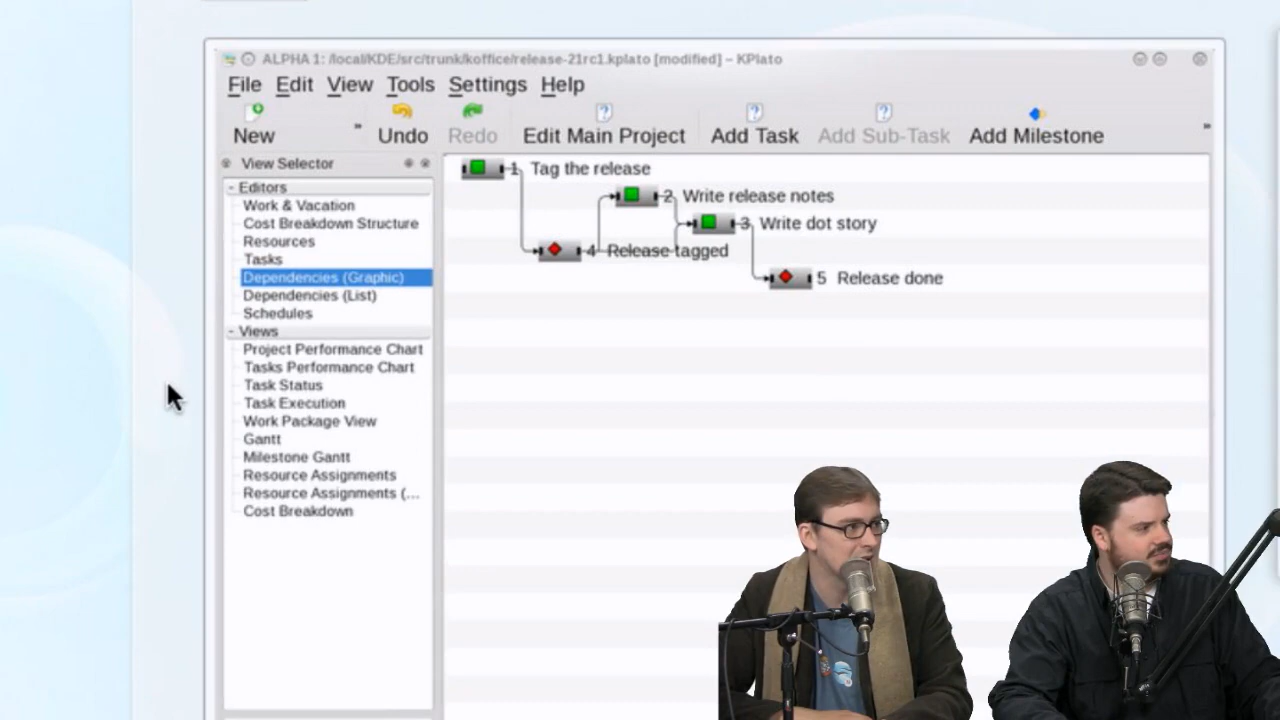 ALPHA 1: /local/KDE/src/trunk/koffice/release-21rc1.kplato [modified] – KPlato
File Edit View Tools Settings Help
New » Undo Redo Edit Main Project Add Task Add Sub-Task Add Milestone »
View Selector
- Editors
Work & Vacation
Cost Breakdown Structure
Resources
Tasks
Dependencies (Graphic)
Dependencies (List)
Schedules
- Views
Project Performance Chart
Tasks Performance Chart
Task Status
Task Execution
Work Package View
Gantt
Milestone Gantt
Resource Assignments
Resource Assignments (...
Cost Breakdown
1 Tag the release
2 Write release notes
3 Write dot story
4 Release tagged
5 Release done